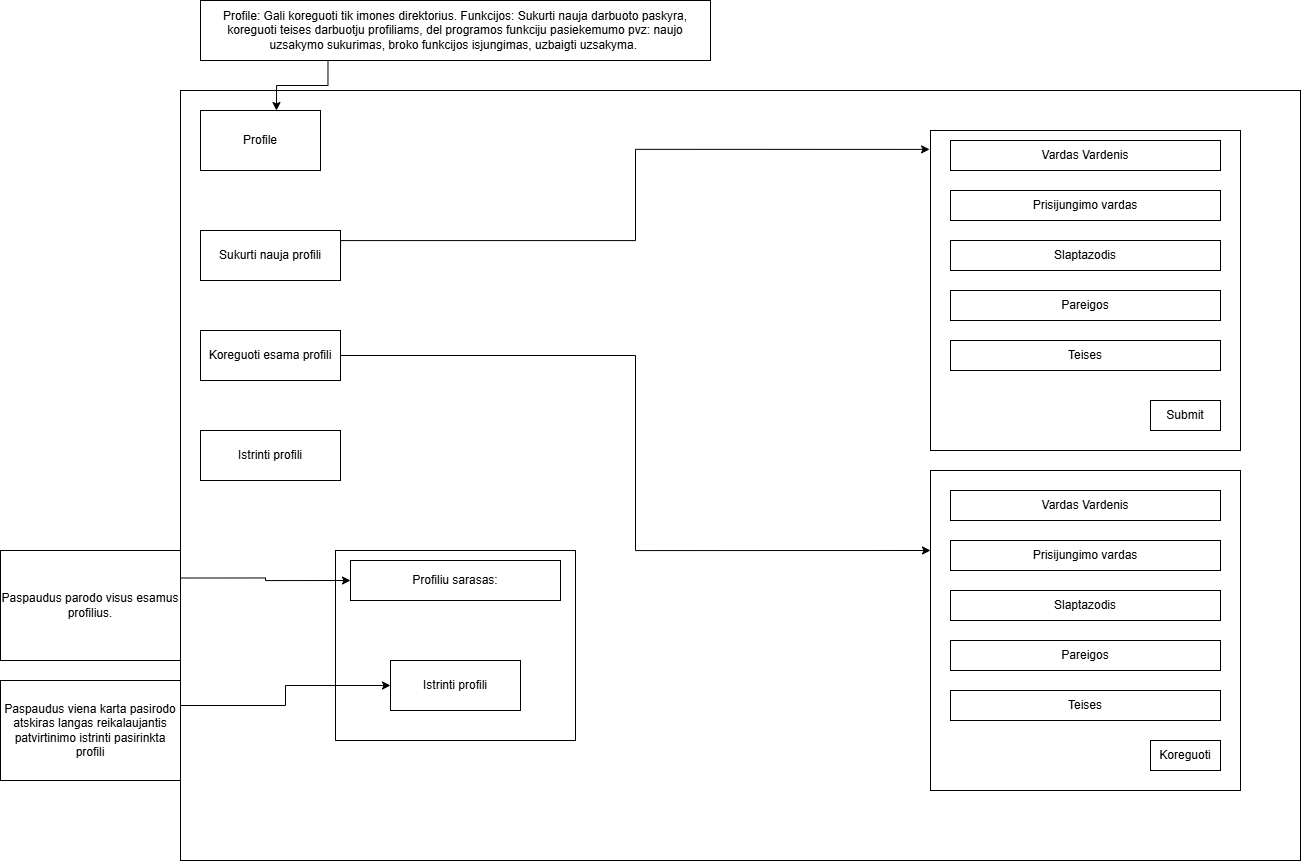 Profile: Gali koreguoti tik imones direktorius. Funkcijos: Sukurti nauja darbuoto paskyra,
koreguoti teises darbuotju profiliams, del programos funkciju pasiekemumo pvz: naujo
uzsakymo sukurimas, broko funkcijos isjungimas, uzbaigti uzsakyma.
Profile
Sukurti nauja profili
Koreguoti esama profili
Istrinti profili
Vardas Vardenis
Prisijungimo vardas
Slaptazodis
Pareigos
Teises
Submit
Vardas Vardenis
Prisijungimo vardas
Slaptazodis
Pareigos
Teises
Koreguoti
Paspaudus parodo visus esamus
profilius.
Profiliu sarasas:
Paspaudus viena karta pasirodo
atskiras langas reikalaujantis
patvirtinimo istrinti pasirinkta
profili
Istrinti profili